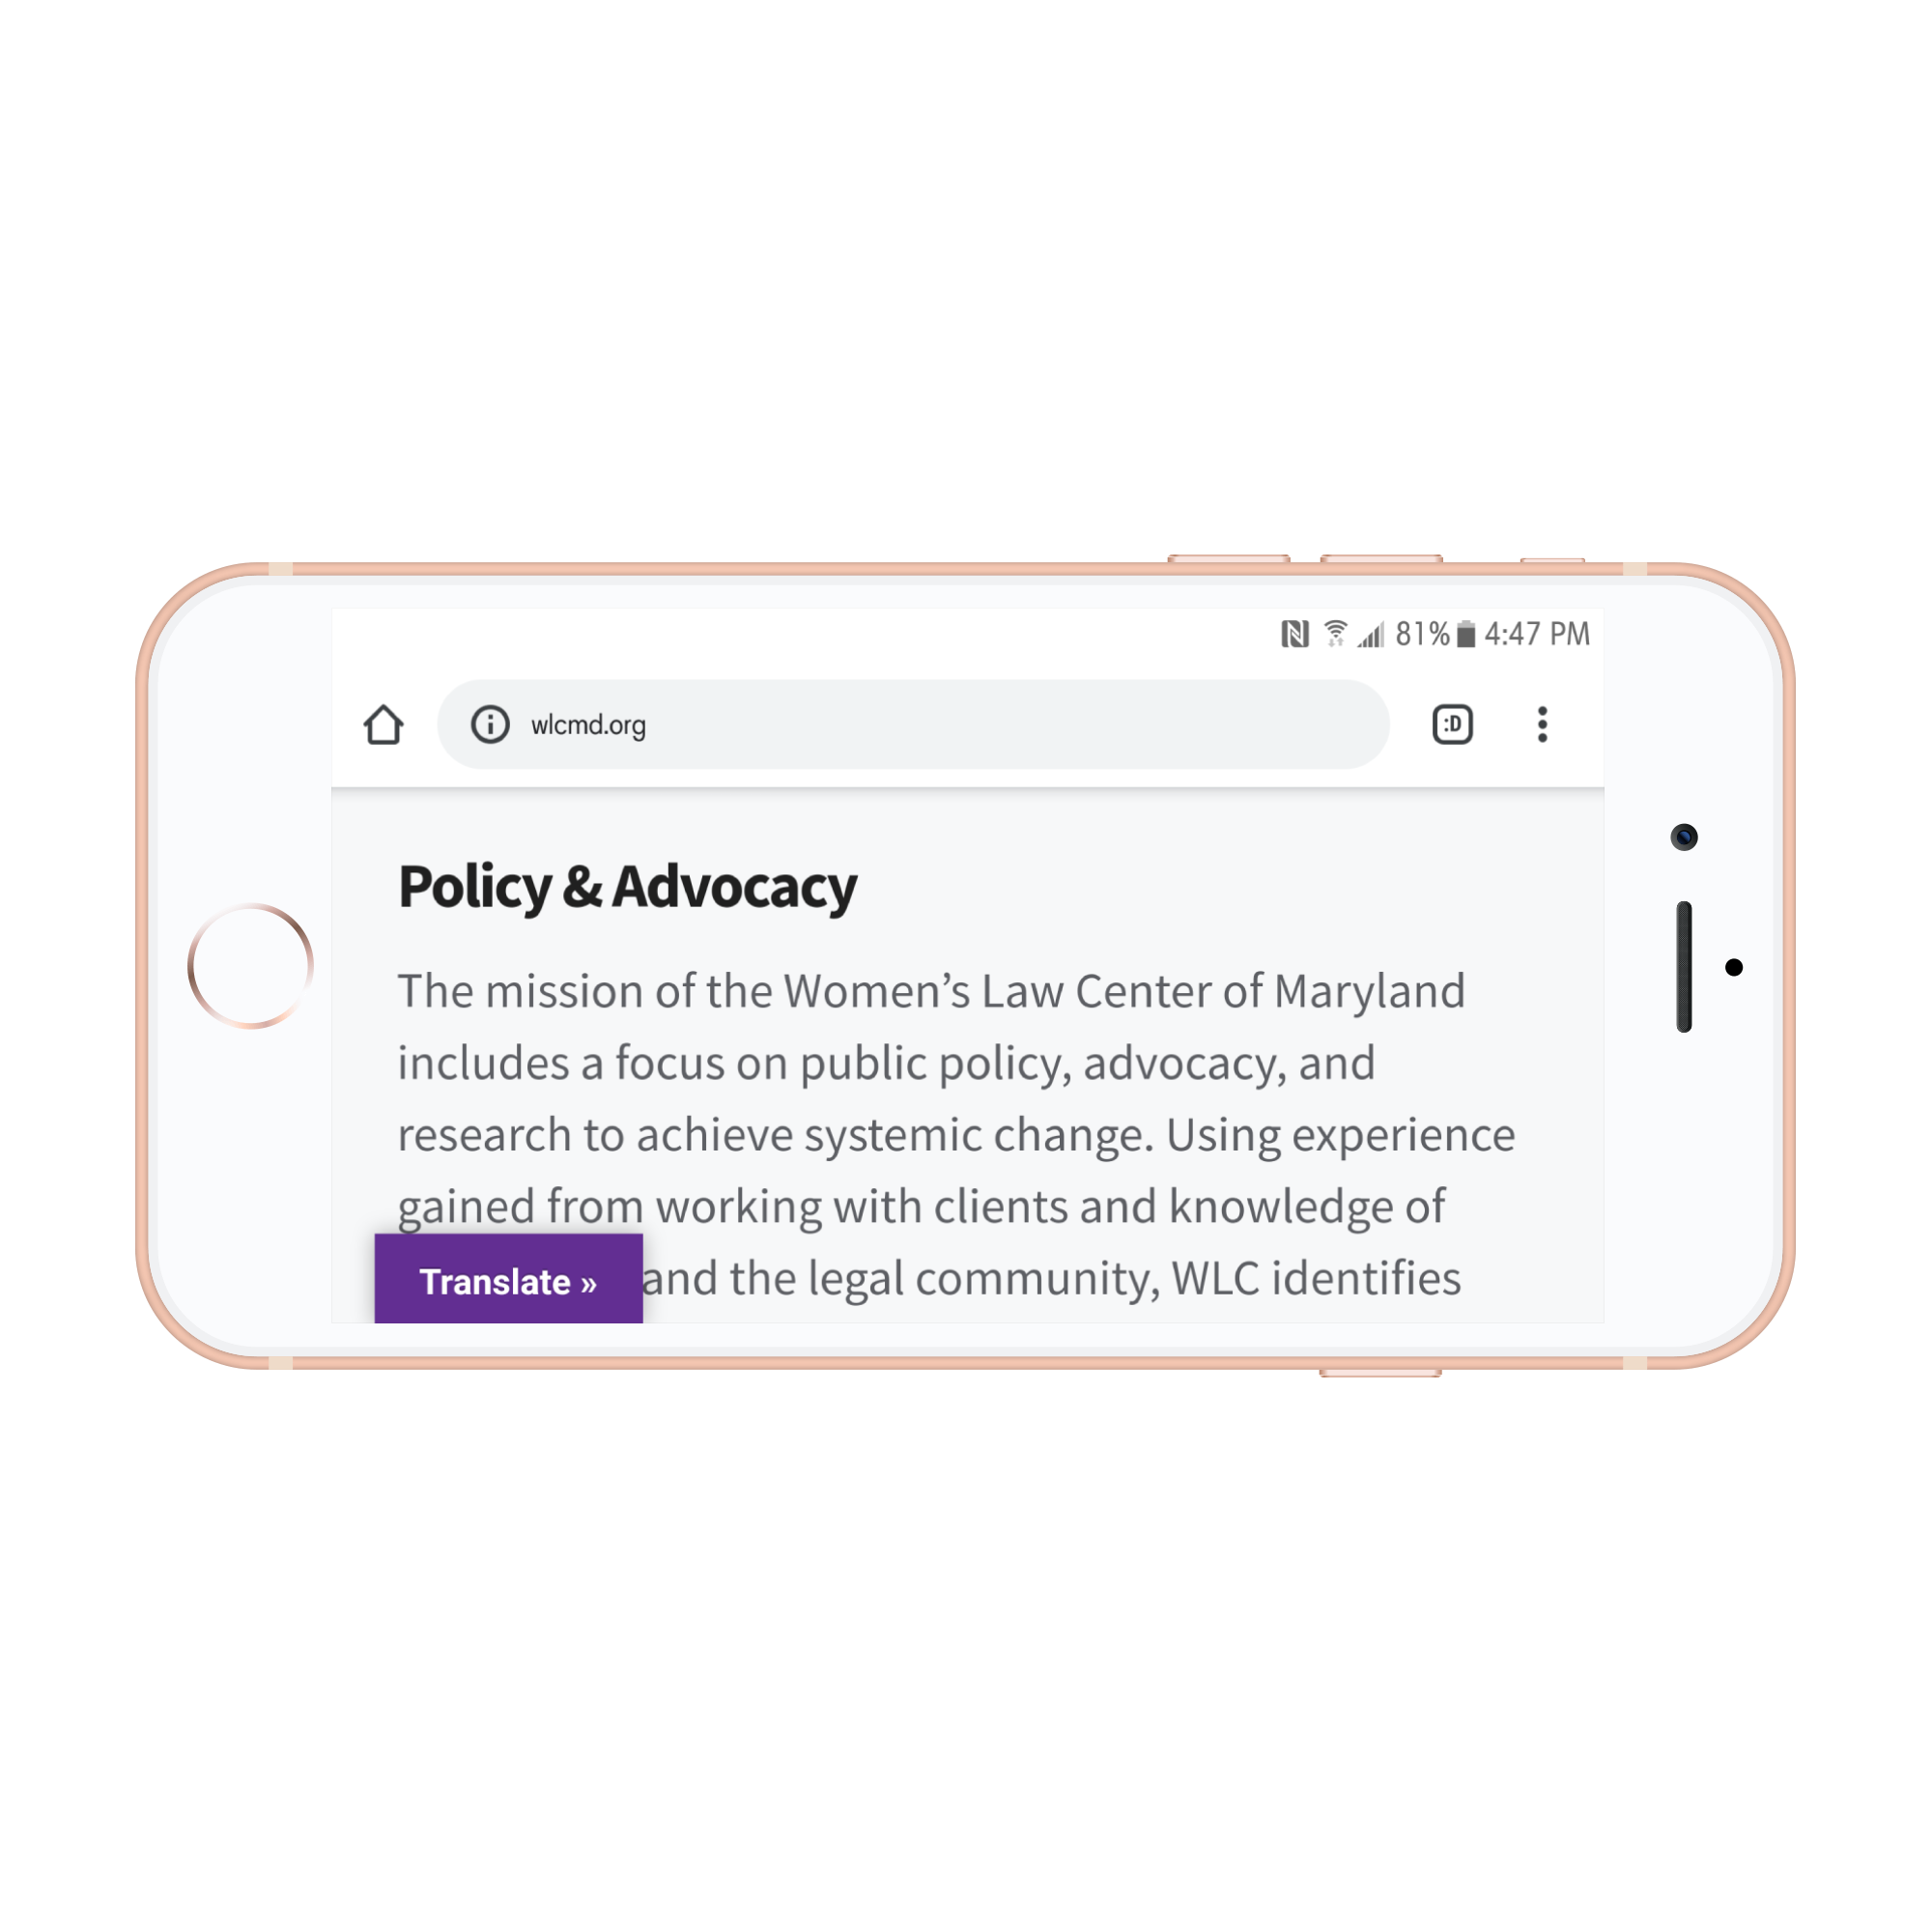 81% 4:47 PM
wlcmd.org :D
Policy & Advocacy
The mission of the Women’s Law Center of Maryland
includes a focus on public policy, advocacy, and
research to achieve systemic change. Using experience
gained from working with clients and knowledge of
and the legal community, WLC identifies
Translate »